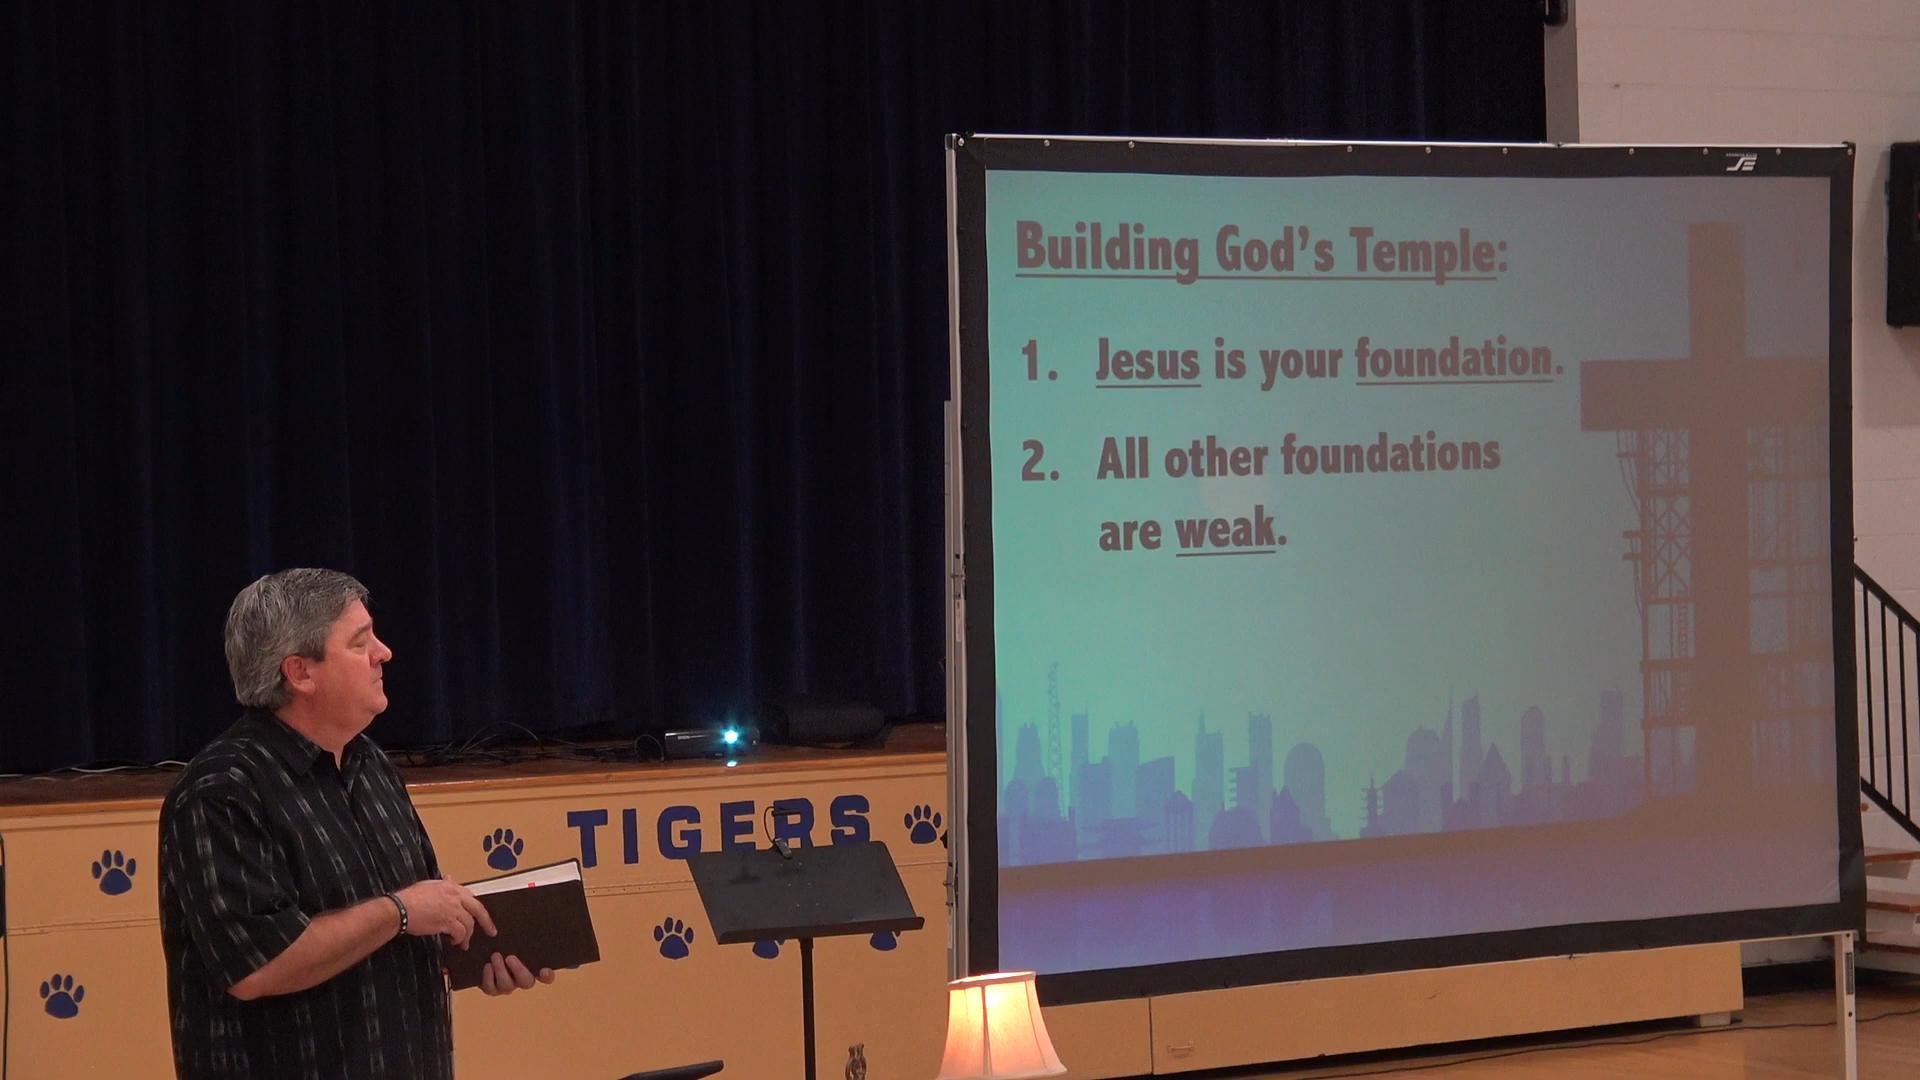 Building God's Temple:
1. Jesus is your foundation.
2. All other foundations
are weak.
TIGERS